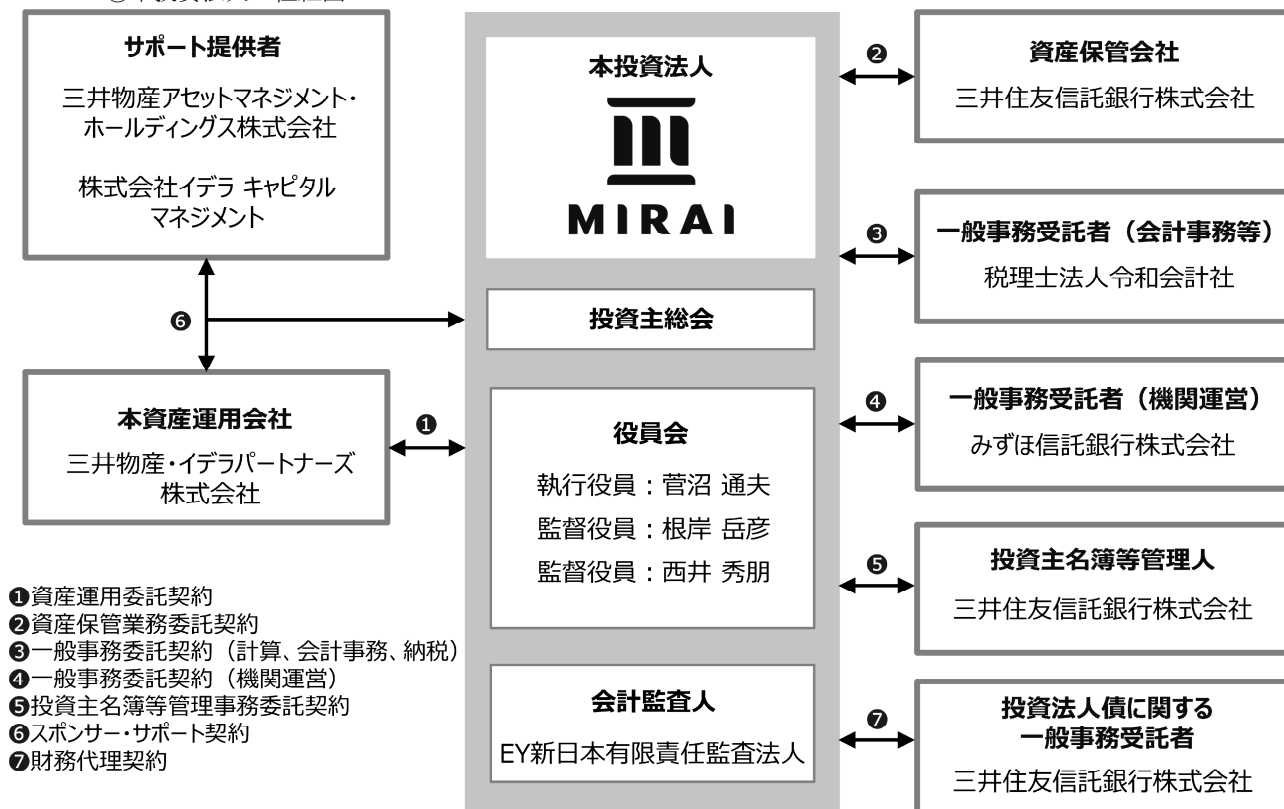 サポート提供者
三井物産アセットマネジメント・
ホールディングス株式会社
株式会社イデラ キャピタル
マネジメント
❻
本資産運用会社
三井物産・イデラパートナーズ
株式会社
❶
本投資法人
MIRAI
投資主総会
役員会
執行役員：菅沼 通夫
監督役員：根岸 岳彦
監督役員：西井 秀朋
会計監査人
EY新日本有限責任監査法人
❷
資産保管会社
三井住友信託銀行株式会社
❸
一般事務受託者（会計事務等）
税理士法人令和会計社
❹
一般事務受託者（機関運営）
みずほ信託銀行株式会社
❺
投資主名簿等管理人
三井住友信託銀行株式会社
❼
投資法人債に関する
一般事務受託者
三井住友信託銀行株式会社
❶資産運用委託契約
❷資産保管業務委託契約
❸一般事務委託契約（計算、会計事務、納税）
❹一般事務委託契約（機関運営）
❺投資主名簿等管理事務委託契約
❻スポンサー・サポート契約
❼財務代理契約